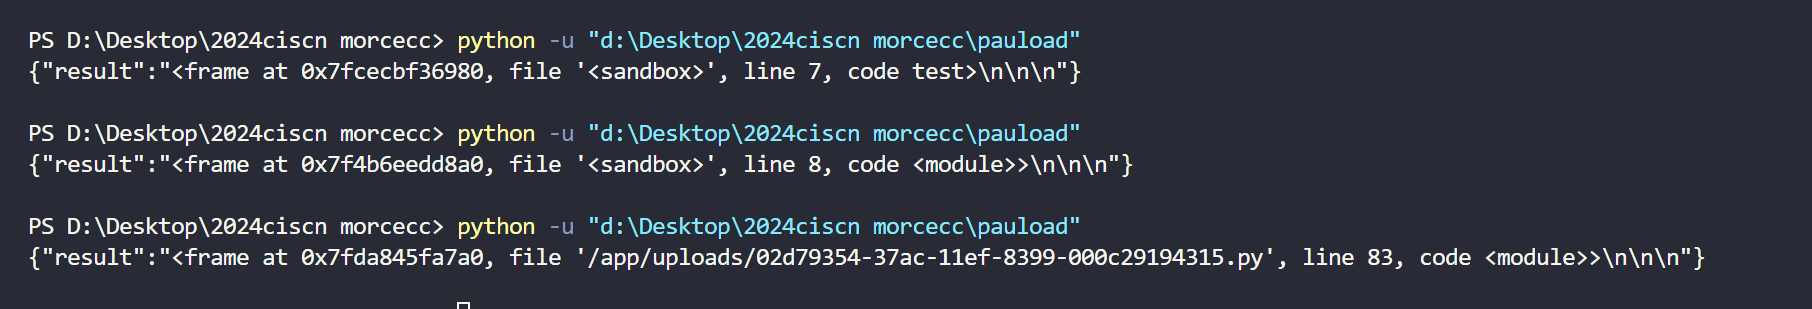 PS D:\Desktop\2024ciscn morcecc> python -u "d:\Desktop\2024ciscn morcecc\pauload"
{"result":"<frame at 0x7fcecbf36980, file '<sandbox>', line 7, code test>\n\n\n"}
PS D:\Desktop\2024ciscn morcecc> python -u "d:\Desktop\2024ciscn morcecc\pauload"
{"result":"<frame at 0x7f4b6eedd8a0, file '<sandbox>', line 8, code <module>>\n\n\n"}
PS D:\Desktop\2024ciscn morcecc> python -u "d:\Desktop\2024ciscn morcecc\pauload"
{"result":"<frame at 0x7fda845fa7a0, file '/app/uploads/02d79354-37ac-11ef-8399-000c29194315.py', line 83, code <module>>\n\n\n"}